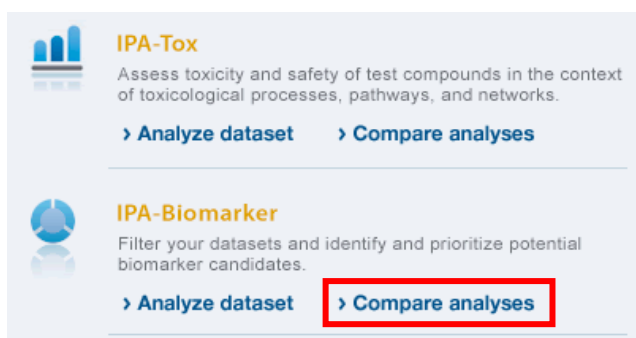 IPA-Tox
Assess toxicity and safety of test compounds in the context
of toxicological processes, pathways, and networks.
› Analyze dataset › Compare analyses
IPA-Biomarker
Filter your datasets and identify and prioritize potential
biomarker candidates.
› Analyze dataset › Compare analyses